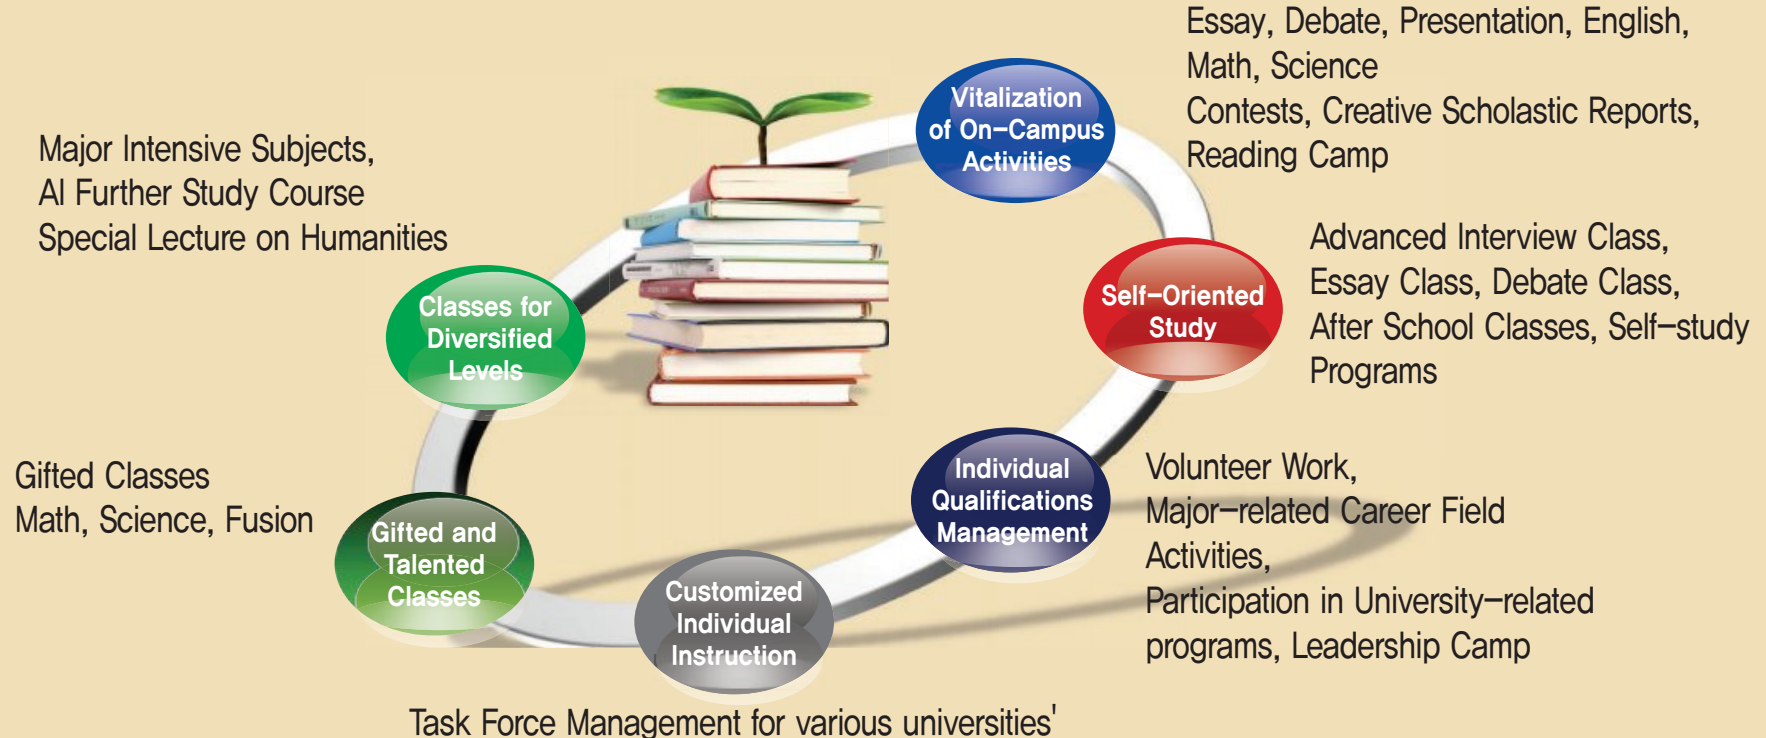 Essay, Debate, Presentation, English,
Math, Science
Contests, Creative Scholastic Reports,
Reading Camp
Vitalization
of On-Campus
Activities
Major Intensive Subjects,
AI Further Study Course
Special Lecture on Humanities
Classes for
Diversified
Levels
Self-Oriented
Study
Advanced Interview Class,
Essay Class, Debate Class,
After School Classes, Self-study
Programs
Gifted Classes
Math, Science, Fusion
Gifted and
Talented
Classes
Individual
Qualifications
Management
Volunteer Work,
Major-related Career Field
Activities,
Participation in University-related
programs, Leadership Camp
Customized
Individual
Instruction
Task Force Management for various universities'